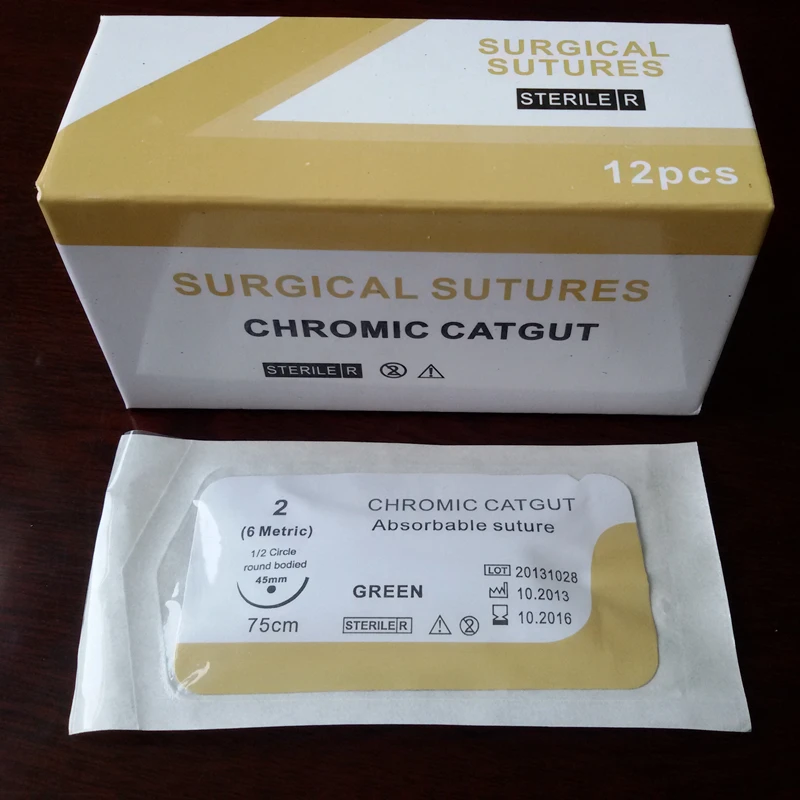 SURGICAL
SUTURES
STERILE R
12pcs
SURGICAL SUTURES
CHROMIC CATGUT
STERILE R
2
(6 Metric)
1/2 Circle
round bodied
45mm
75cm
CHROMIC CATGUT
Absorbable suture
GREEN
STERILE R
LOT 20131028
10.2013
10.2016